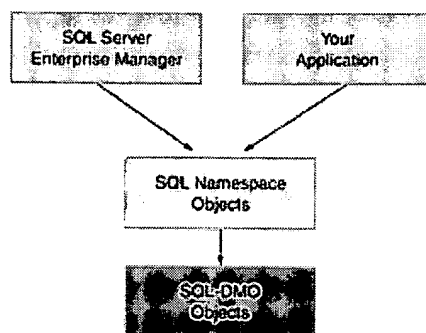 SQL Server
Enterprise Manager
Your
Application
SQL Namespace
Objects
SQL-DMO
Objects